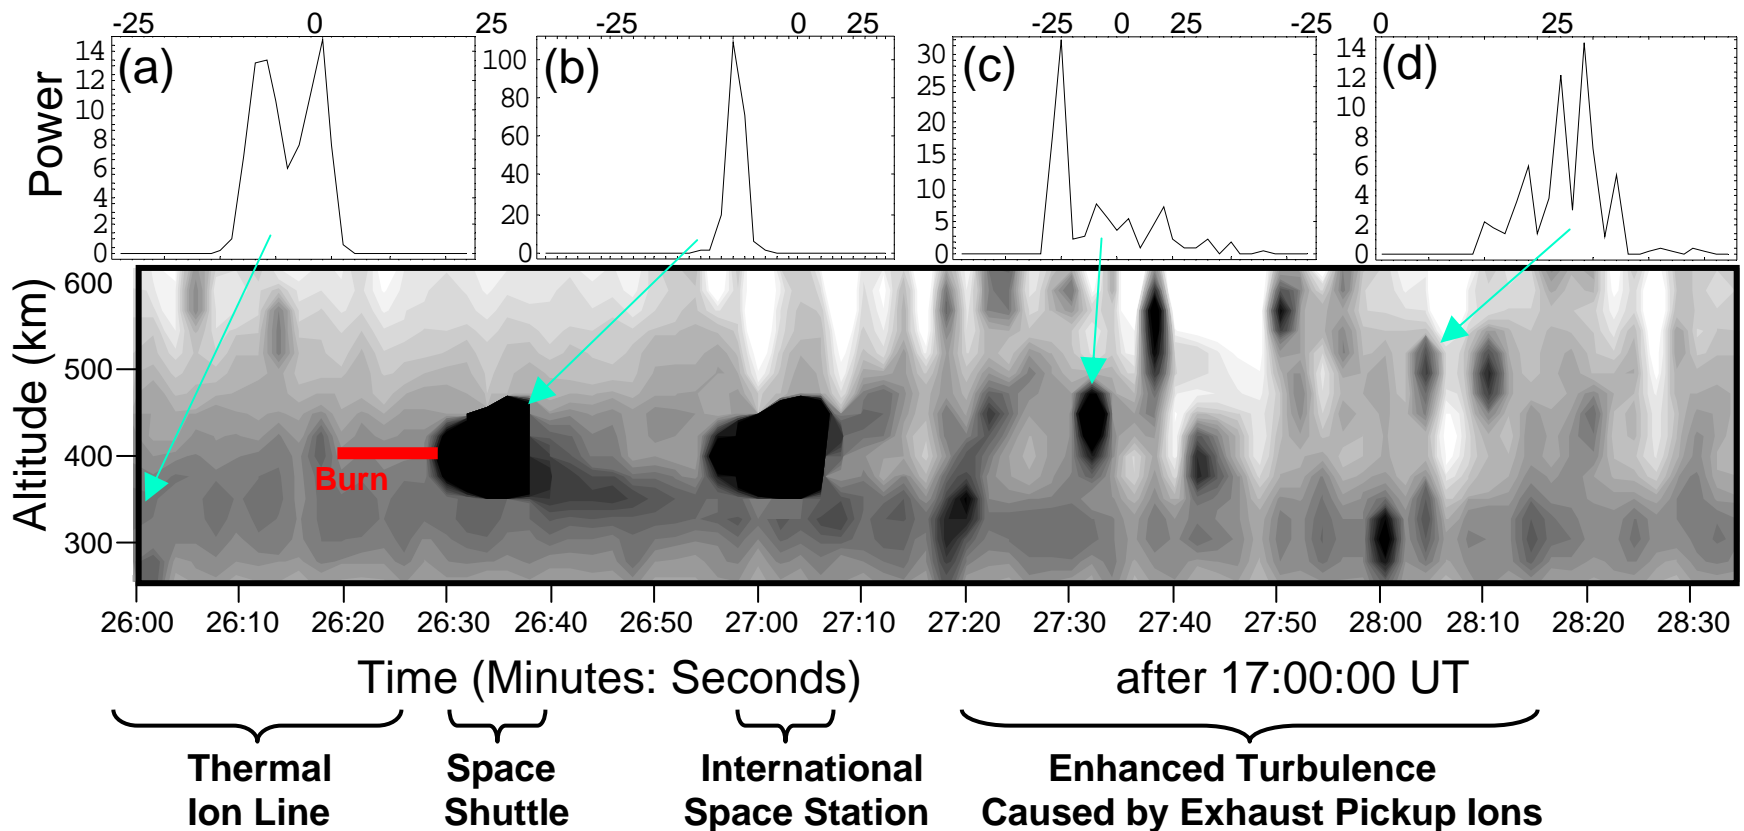 -25 0 25 -25 0 25 -25 0 25 -25 0 25
Power
(a)
14
12
10
8
6
4
2
0
(b)
100
80
60
40
20
0
(c)
30
25
20
15
10
5
0
(d)
14
12
10
8
6
4
2
0
Altitude (km)
600
500
400
300
Burn
26:00 26:10 26:20 26:30 26:40 26:50 27:00 27:10 27:20 27:30 27:40 27:50 28:00 28:10 28:20 28:30
Time (Minutes: Seconds) after 17:00:00 UT
Thermal
Ion Line
Space
Shuttle
International
Space Station
Enhanced Turbulence
Caused by Exhaust Pickup Ions